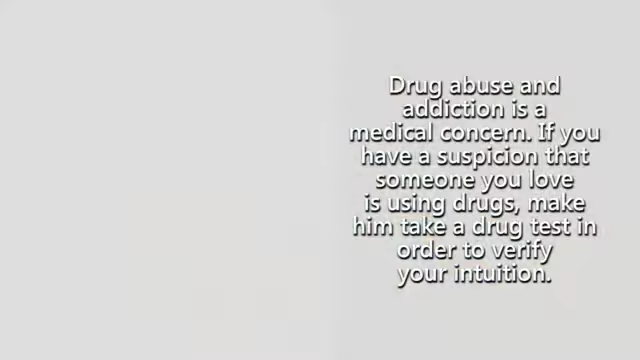 Drug abuse and
addiction is a
medical concern. If you
have a suspicion that
someone you love
is using drugs, make
him take a drug test in
order to verify
your intuition.